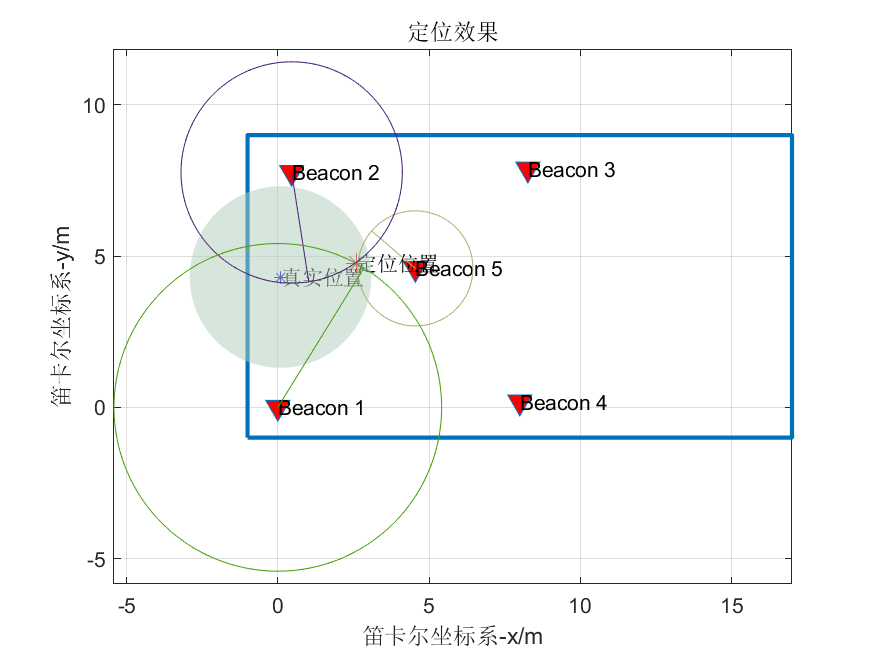 定位效果
10
5
0
-5
Beacon 2
Beacon 3
定位位置
Beacon 5
真实位置
Beacon 1
Beacon 4
-5
0
5
10
15
笛卡尔坐标系-x/m
笛卡尔坐标系-y/m